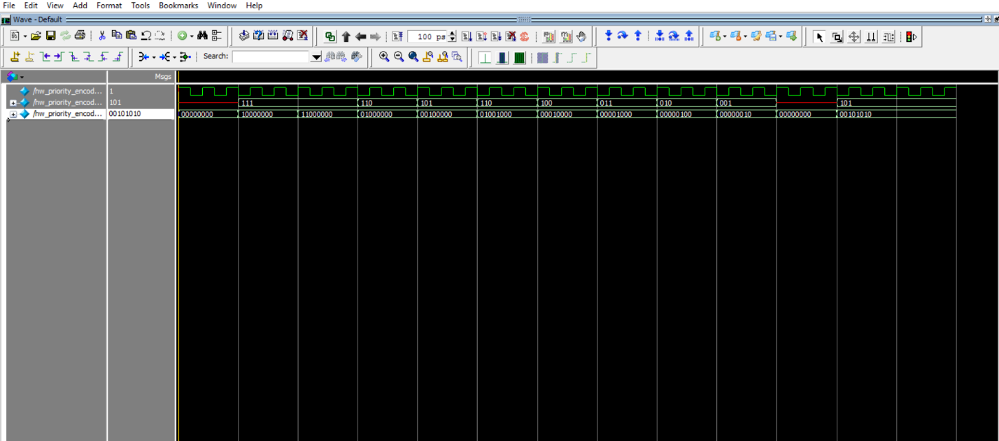 File Edit View Add Format Tools Bookmarks Window Help
Wave - Default
100 ps
Search:
Msgs
/hw_priority_encod... 1
/hw_priority_encod... 101 111 110 101 110 100 011 010 001 101
/hw_priority_encod... 00101010 00000000 10000000 11000000 01000000 00100000 01001000 00010000 00001000 00000100 00000010 00000000 00101010